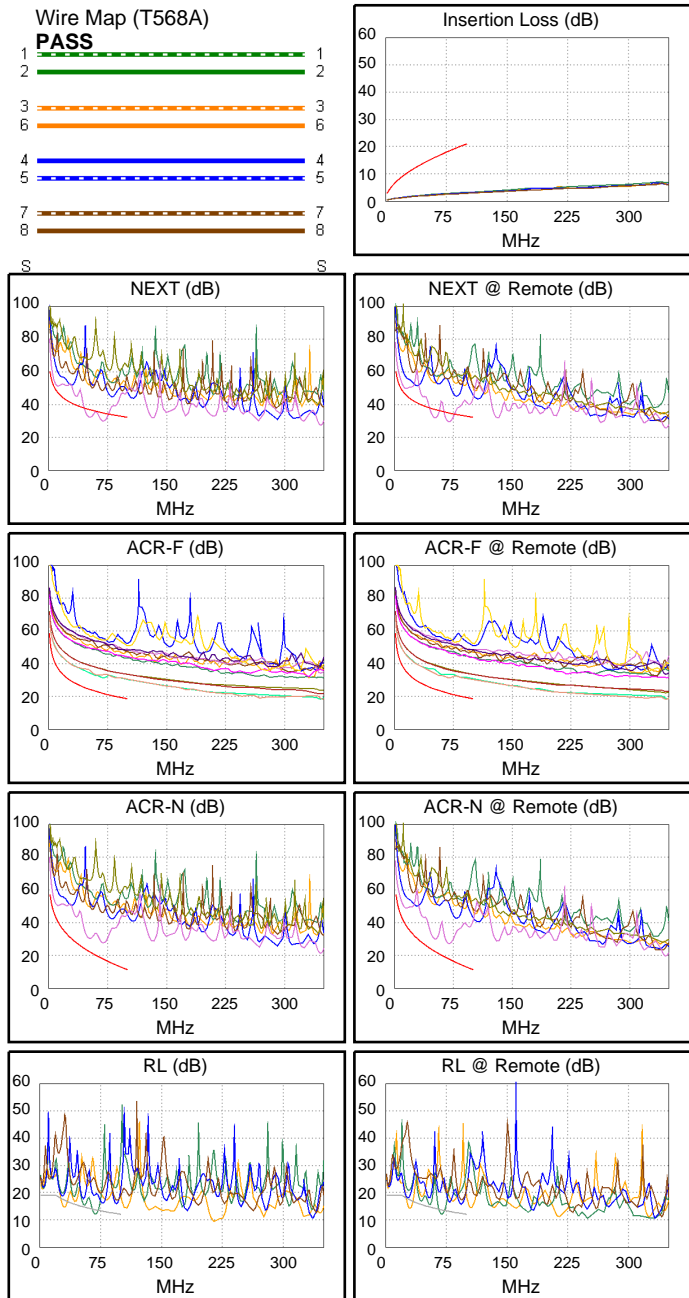 Wire Map (T568A)
PASS
1 1
2 2
3 3
6 6
4 4
5 5
7 7
8 8
S S
Insertion Loss (dB)
60
50
40
30
20
10
0
0 75 150 225 300
MHz
NEXT (dB)
100
80
60
40
20
0
0 75 150 225 300
MHz
NEXT @ Remote (dB)
100
80
60
40
20
0
0 75 150 225 300
MHz
ACR-F (dB)
100
80
60
40
20
0
0 75 150 225 300
MHz
ACR-F @ Remote (dB)
100
80
60
40
20
0
0 75 150 225 300
MHz
ACR-N (dB)
100
80
60
40
20
0
0 75 150 225 300
MHz
ACR-N @ Remote (dB)
100
80
60
40
20
0
0 75 150 225 300
MHz
RL (dB)
60
50
40
30
20
10
0
0 75 150 225 300
MHz
RL @ Remote (dB)
60
50
40
30
20
10
0
0 75 150 225 300
MHz